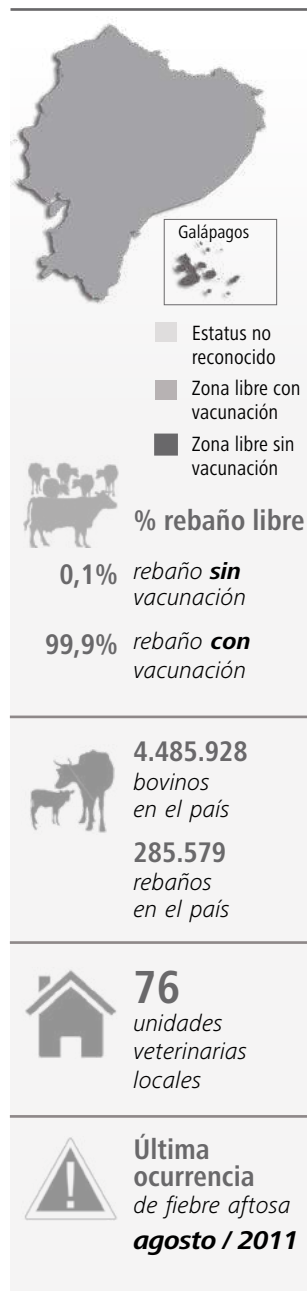 Galápagos
Estatus no
reconocido
Zona libre con
vacunación
Zona libre sin
vacunación
% rebaño libre
0,1% rebaño sin
vacunación
99,9% rebaño con
vacunación
4.485.928
bovinos
en el país
285.579
rebaños
en el país
76
unidades
veterinarias
locales
Última
ocurrencia
de fiebre aftosa
agosto / 2011